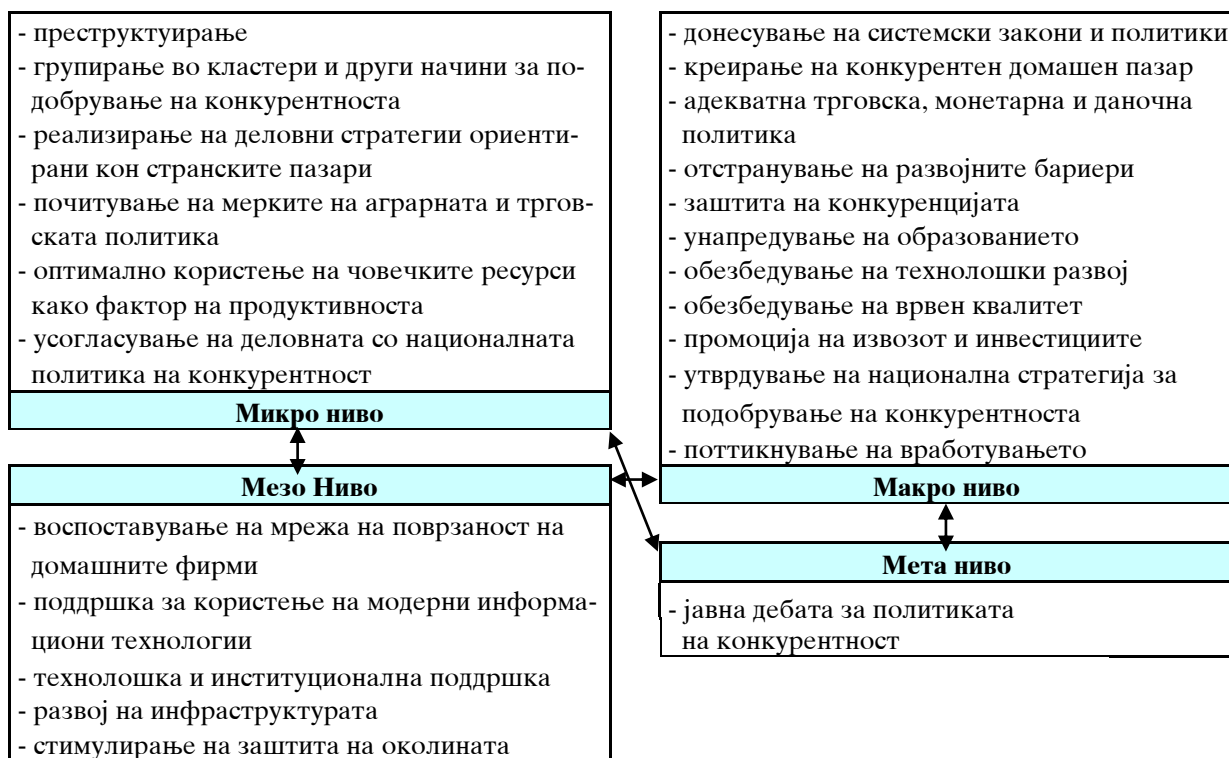 - преструктуирање
- групирање во кластери и други начини за по-
добрување на конкурентноста
- реализирање на деловни стратегии ориенти-
рани кон странските пазари
- почитување на мерките на аграрната и тргов-
ската политика
- оптимално користење на човечките ресурси
како фактор на продуктивноста
- усогласување на деловната со националната
политика на конкурентност
Микро ниво
Мезо Ниво
- воспоставување на мрежа на поврзаност на
домашните фирми
- поддршка за користење на модерни информа-
циони технологии
- технолошка и институционална поддршка
- развој на инфраструктурата
- стимулирање на заштита на околината
- донесување на системски закони и политики
- креирање на конкурентен домашен пазар
- адекватна трговска, монетарна и даночна
политика
- отстранување на развојните бариери
- заштита на конкуренцијата
- унапредување на образованието
- обезбедување на технолошки развој
- обезбедување на врвен квалитет
- промоција на извозот и инвестициите
- утврдување на национална стратегија за
подобрување на конкурентноста
- поттикнување на вработувањето
Макро ниво
Мета ниво
- јавна дебата за политиката
на конкурентност